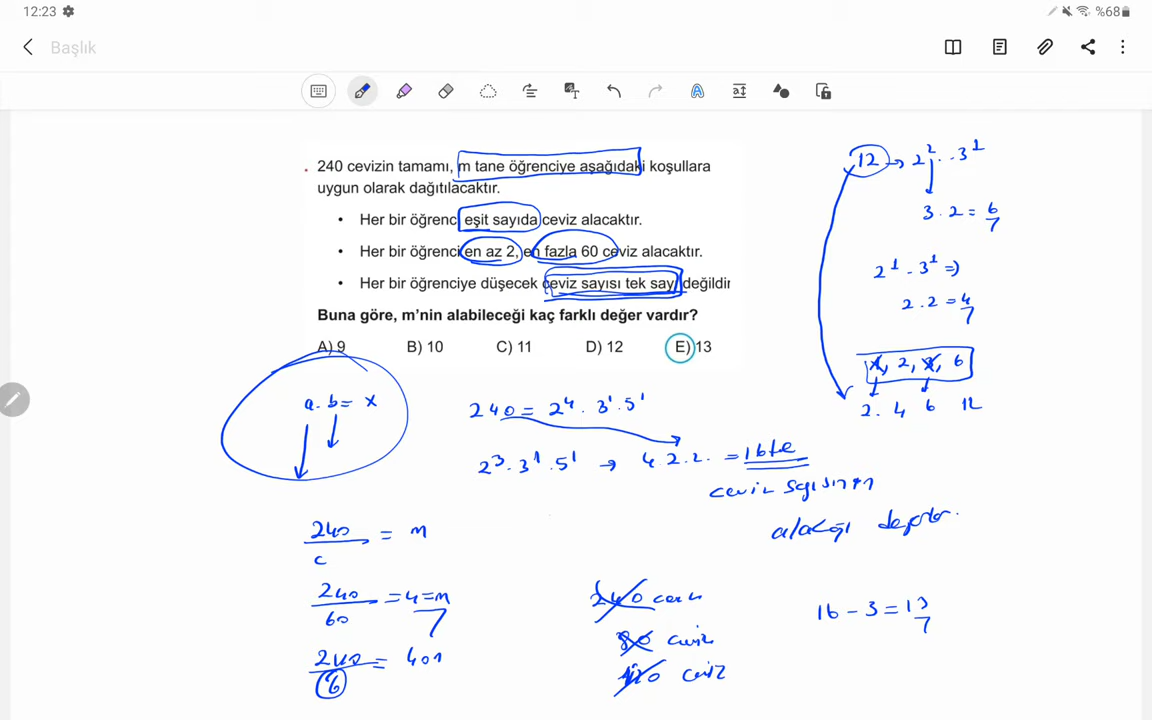 12:23
%68
Başlık
240 cevizin tamamı, m tane öğrenciye aşağıdaki koşullara
uygun olarak dağıtılacaktır.
• Her bir öğrenci eşit sayıda ceviz alacaktır.
• Her bir öğrenci en az 2, en fazla 60 ceviz alacaktır.
• Her bir öğrenciye düşecek ceviz sayısı tek sayı değildir
Buna göre, m'nin alabileceği kaç farklı değer vardır?
A) 9 B) 10 C) 11 D) 12 E) 13
12 → 2² . 3¹
3 . 2 = 6
2¹ - 3¹ =)
2 . 2 = 4
1, 2, 3, 6
2 . 4 6 12
a . b = x
240 = 2⁴ . 3¹ . 5¹
2³ . 3¹ . 5¹ → 4 . 2 . 2 . = 16
ceviz sayısının
alacağı değerler.
240 = m
c
240 = 4 = m
60
240 = 40
6
240 ceviz
80 ceviz
120 ceviz
16 - 3 = 13